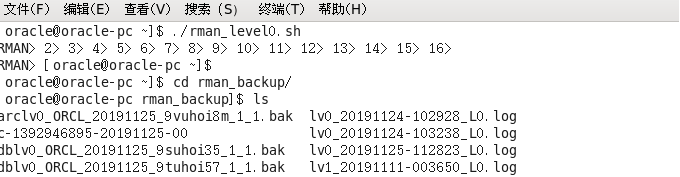 文件(F) 编辑(E) 查看(V) 搜索 (S) 终端(T) 帮助(H)
oracle@oracle-pc ~]$ ./rman_level0.sh
RMAN> 2> 3> 4> 5> 6> 7> 8> 9> 10> 11> 12> 13> 14> 15> 16>
RMAN> [oracle@oracle-pc ~]$
oracle@oracle-pc ~]$ cd rman_backup/
oracle@oracle-pc rman_backup]$ ls
arclv0_ORCL_20191125_9vuhoi8m_1_1.bak lv0_20191124-102928_L0.log
c-1392946895-20191125-00 lv0_20191124-103238_L0.log
dblv0_ORCL_20191125_9suhoi35_1_1.bak lv0_20191125-112823_L0.log
dblv0_ORCL_20191125_9tuhoi57_1_1.bak lv1_20191111-003650_L0.log